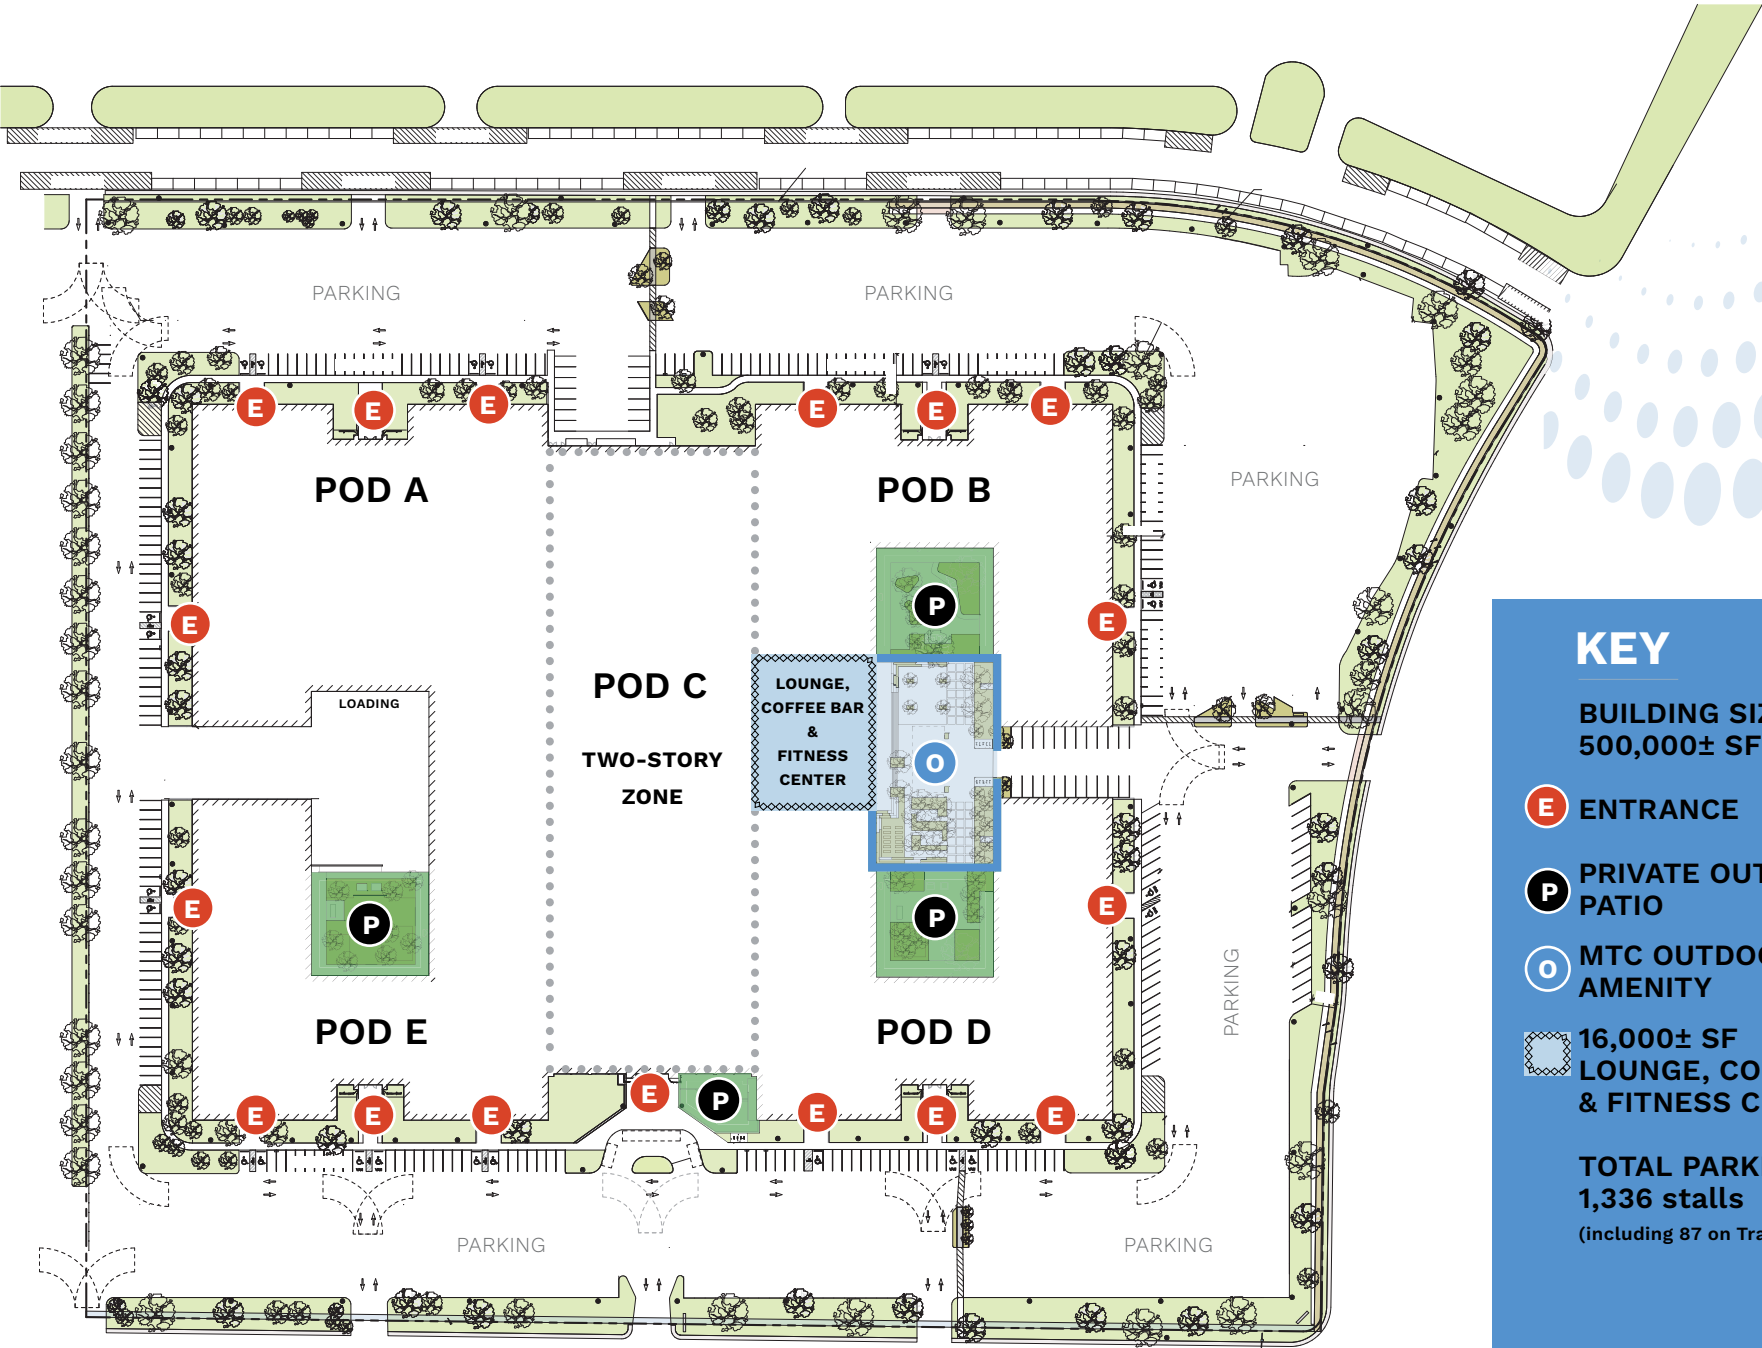 PARKING
PARKING
E
E
E
E
E
E
POD A
POD B
PARKING
P
E
E
POD C
LOADING
LOUNGE,
COFFEE BAR
&
FITNESS
CENTER
TWO-STORY
ZONE
O
E
P
P
E
PARKING
POD E
POD D
E
P
E
E
E
E
E
E
PARKING
PARKING
KEY
BUILDING SIZ
500,000± SF
E
ENTRANCE
P
PRIVATE OUT
PATIO
O
MTC OUTDOO
AMENITY
16,000± SF
LOUNGE, CO
& FITNESS C
TOTAL PARK
1,336 stalls
(including 87 on Tra